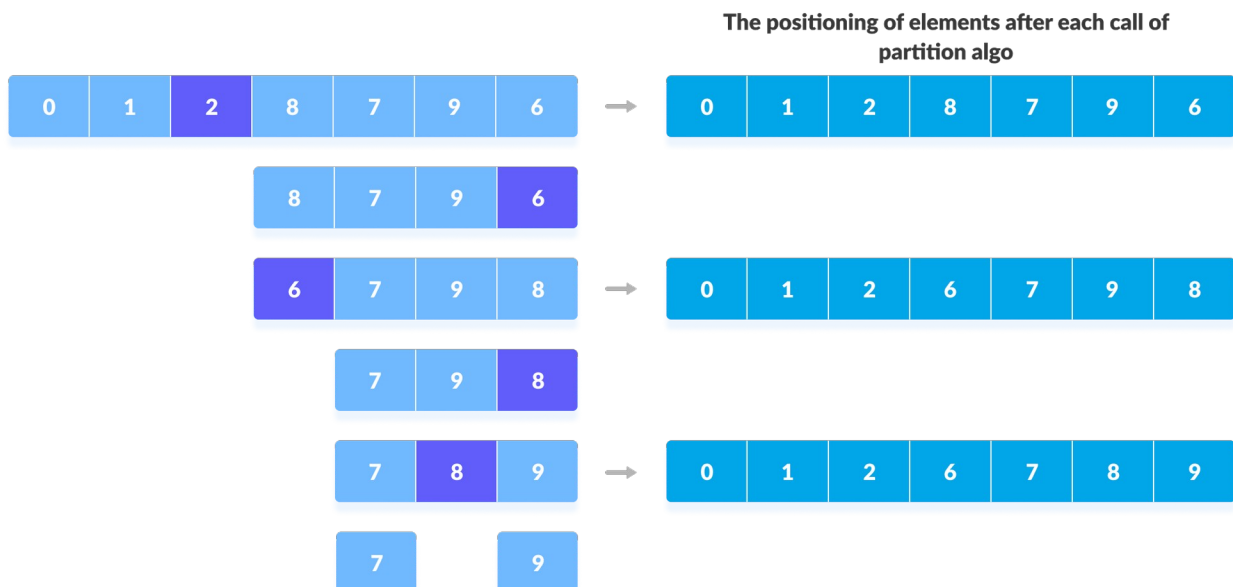 The positioning of elements after each call of
partition algo
0 1 2 8 7 9 6 0 1 2 8 7 9 6
8 7 9 6
6 7 9 8 0 1 2 6 7 9 8
7 9 8
7 8 9 0 1 2 6 7 8 9
7 9